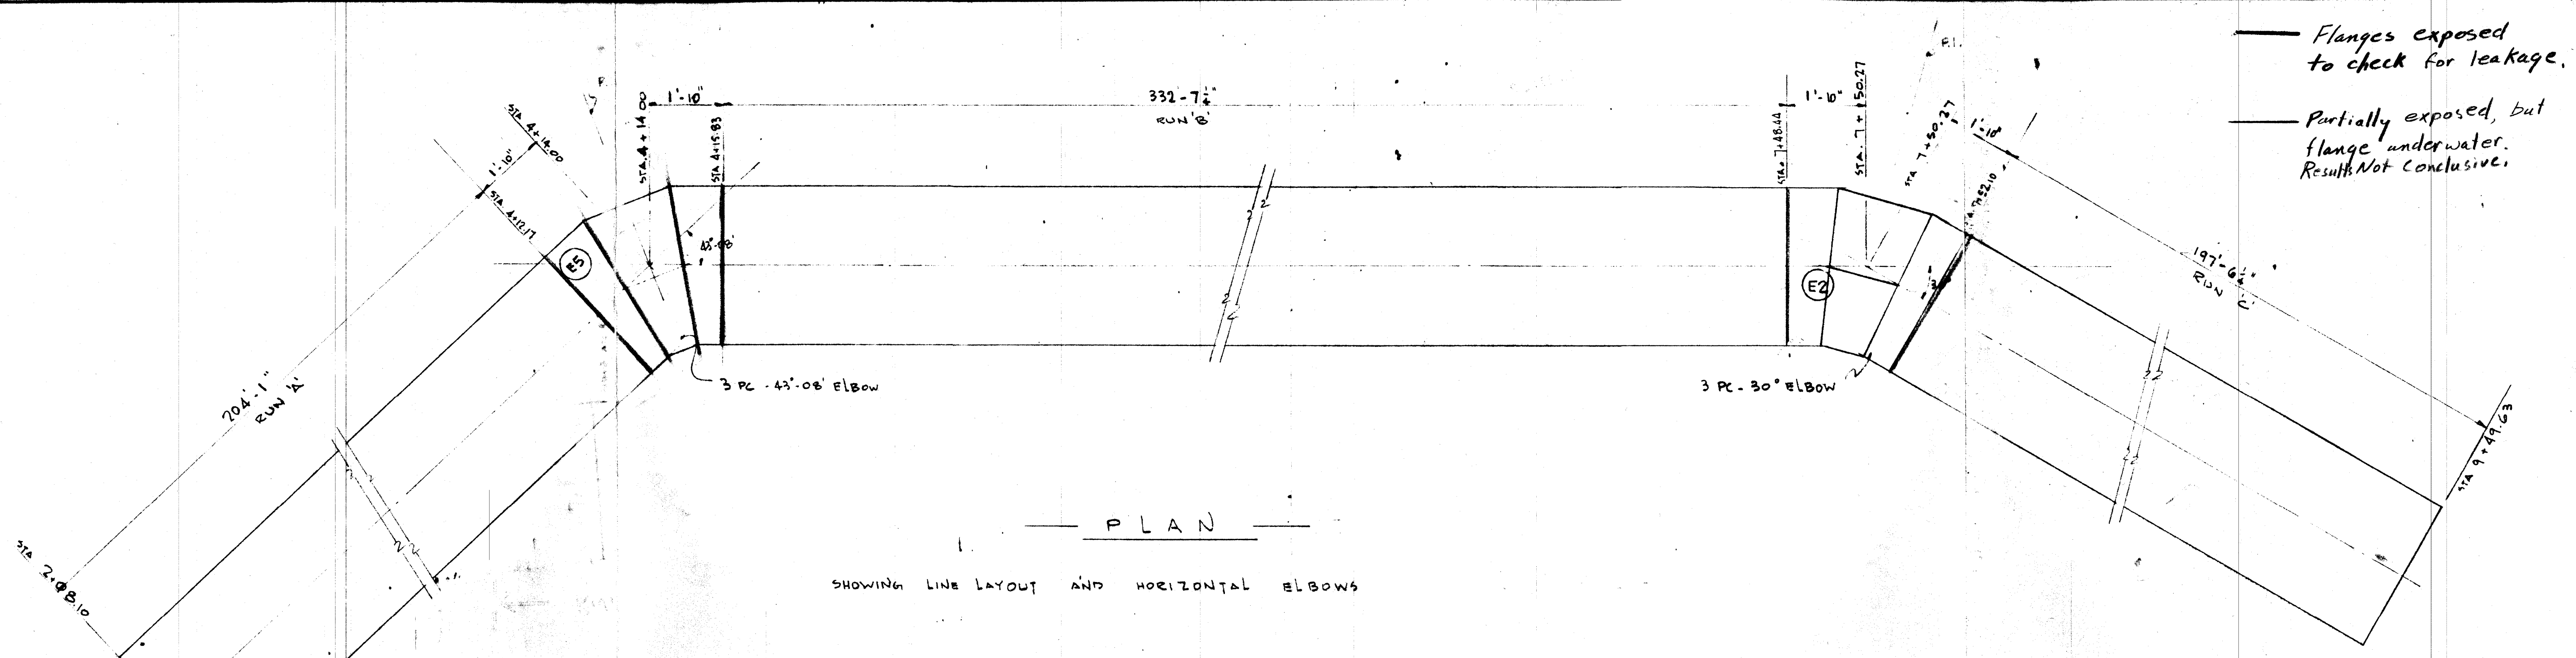 Flanges exposed
to check for leakage.
Partially exposed, but
flange underwater.
Results Not Conclusive.
P.I.
STA. 4+14.00
1'-10"
STA 4+15.83
332'-7¼"
RUN 'B'
STA. 7+48.44
1'-10"
STA. 7+50.27
STA 7+50.27
1'-10"
STA 4+14.00
1'-10"
STA 4+12.17
E5
43°-08'
E2
197'-6¼"
RUN 'C'
STA 9+49.63
204'-1"
RUN 'A'
3 PC - 43°-08' ELBOW
3 PC - 30° ELBOW
PLAN
SHOWING LINE LAYOUT AND HORIZONTAL ELBOWS
STA 2+08.10